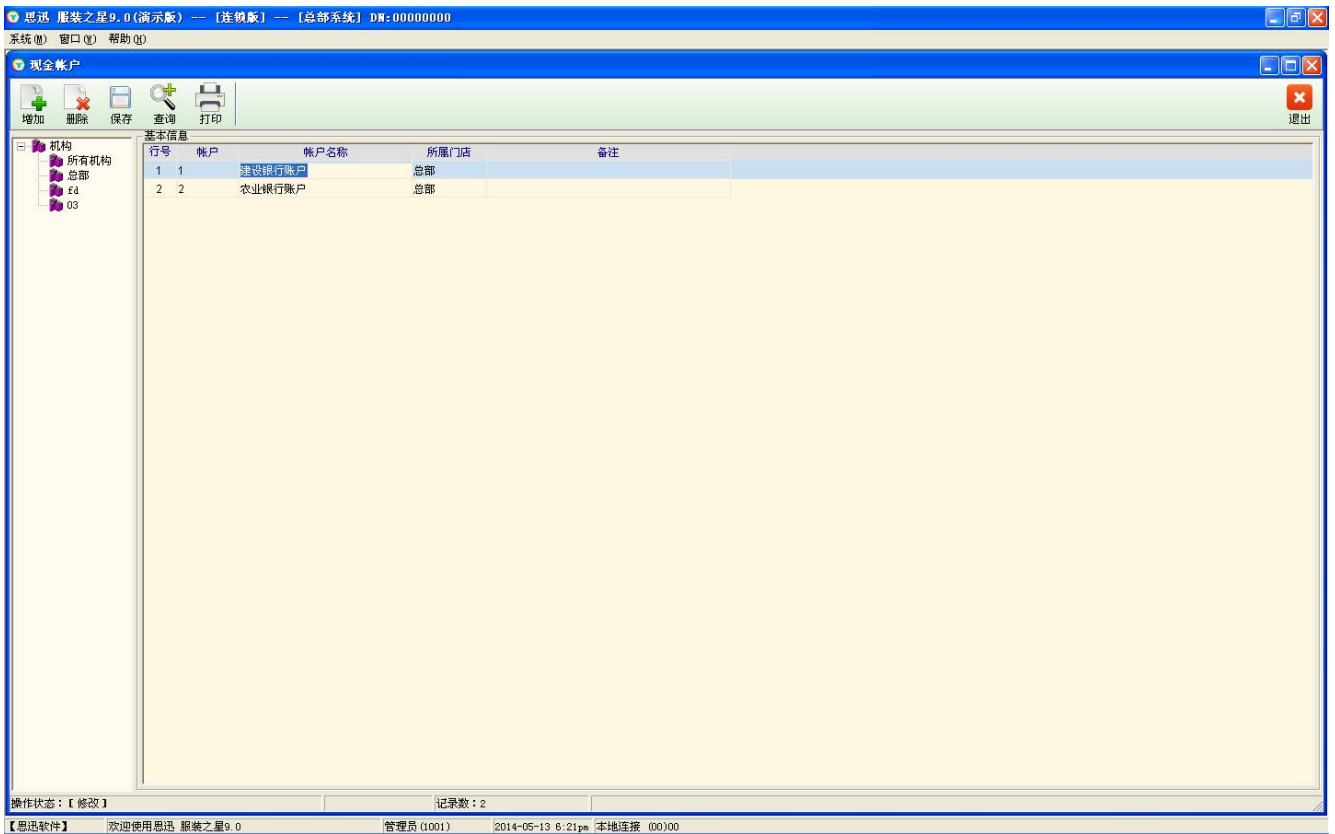 思迅 服装之星9.0(演示版) -- [连锁版] -- [总部系统] DN:00000000
系统(M) 窗口(Y) 帮助(H)
现金帐户
增加 删除 保存 查询 打印 退出
机构
所有机构
总部
fd
03
基本信息
行号 帐户 帐户名称 所属门店 备注
1 1 建设银行账户 总部
2 2 农业银行账户 总部
操作状态:【修改】 记录数:2
【思迅软件】 欢迎使用思迅 服装之星9.0 管理员(1001) 2014-05-13 6:21pm 本地连接 (00)00